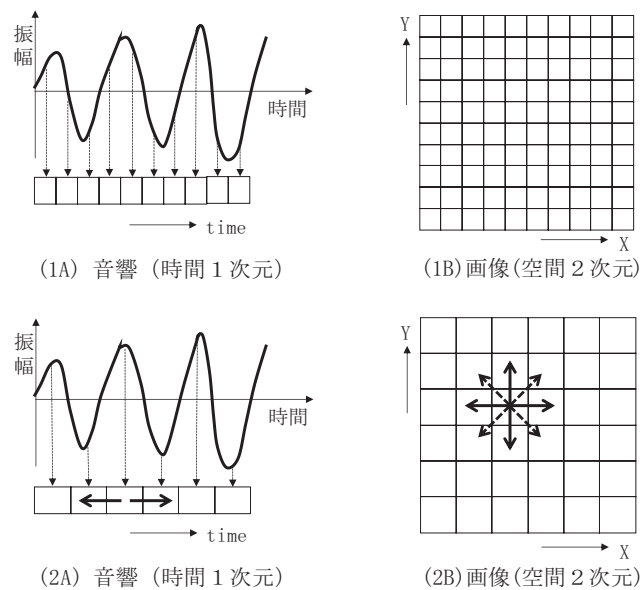 振幅
時間
time
(1A) 音響 (時間１次元)
Y
X
(1B)画像(空間２次元)
振幅
時間
time
(2A) 音響 (時間１次元)
Y
X
(2B)画像(空間２次元)